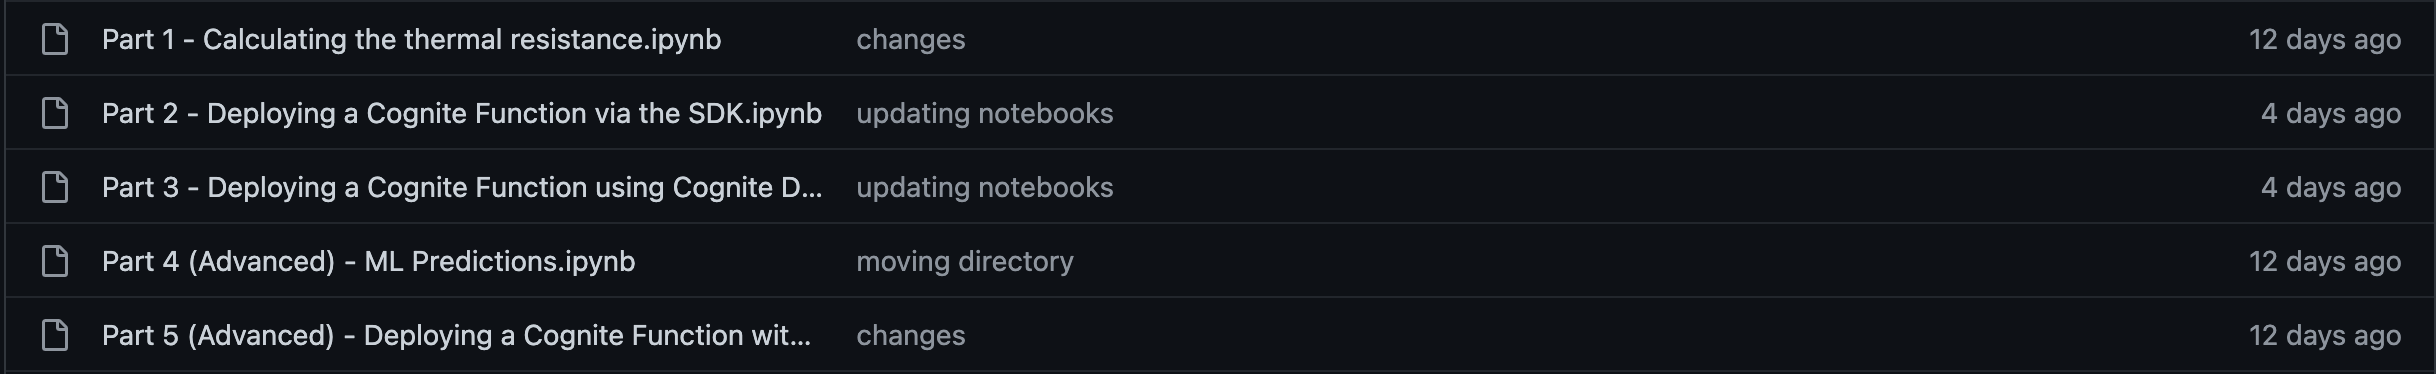 Part 1 - Calculating the thermal resistance.ipynb changes 12 days ago
Part 2 - Deploying a Cognite Function via the SDK.ipynb updating notebooks 4 days ago
Part 3 - Deploying a Cognite Function using Cognite D... updating notebooks 4 days ago
Part 4 (Advanced) - ML Predictions.ipynb moving directory 12 days ago
Part 5 (Advanced) - Deploying a Cognite Function wit... changes 12 days ago